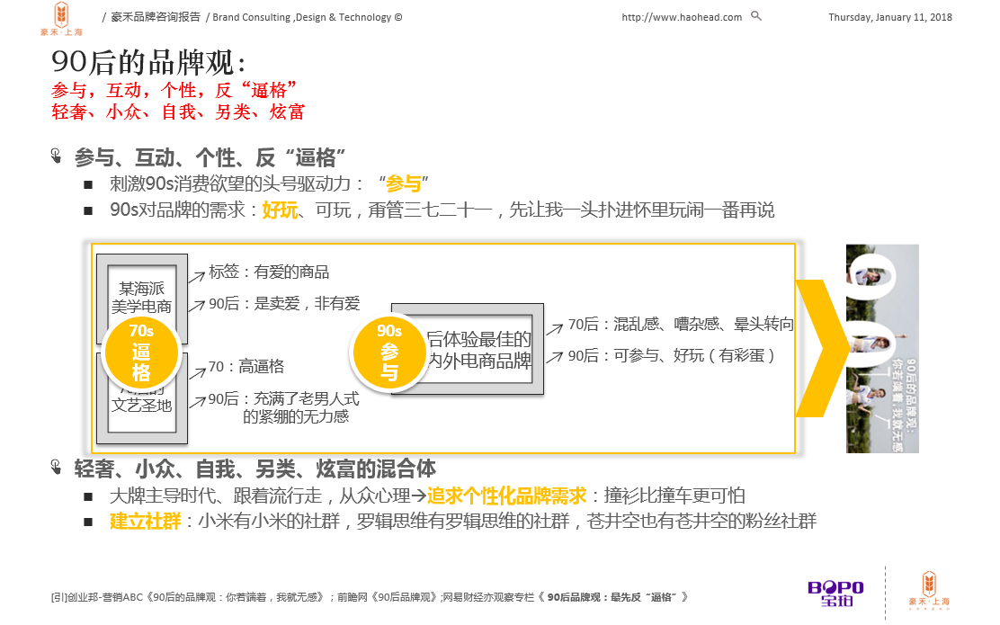 豪禾·上海
/ 豪禾品牌咨询报告 / Brand Consulting ,Design & Technology ©
http://www.haohead.com
Thursday, January 11, 2018
90后的品牌观：
参与，互动，个性，反“逼格”
轻奢、小众、自我、另类、炫富
参与、互动、个性、反“逼格”
■ 刺激90s消费欲望的头号驱动力：“参与”
■ 90s对品牌的需求：好玩、可玩，甭管三七二十一，先让我一头扑进怀里玩闹一番再说
某海派
美学电商
标签：有爱的商品
90后：是卖爱，非有爱
70s
逼
格
文艺圣地
70：高逼格
90后：充满了老男人式
的紧绷的无力感
90s
参
与
后体验最佳的
内外电商品牌
70后：混乱感、嘈杂感、晕头转向
90后：可参与、好玩（有彩蛋）
90后的品牌观：
你若端着，我就无感
轻奢、小众、自我、另类、炫富的混合体
■ 大牌主导时代、跟着流行走，从众心理→追求个性化品牌需求：撞衫比撞车更可怕
■ 建立社群：小米有小米的社群，罗辑思维有罗辑思维的社群，苍井空也有苍井空的粉丝社群
[引]创业邦-营销ABC《90后的品牌观：你若端着，我就无感》；前瞻网《90后品牌观》;网易财经亦观察专栏《 90后品牌观：最先反“逼格” 》
BOPO
宝珀
豪禾·上海